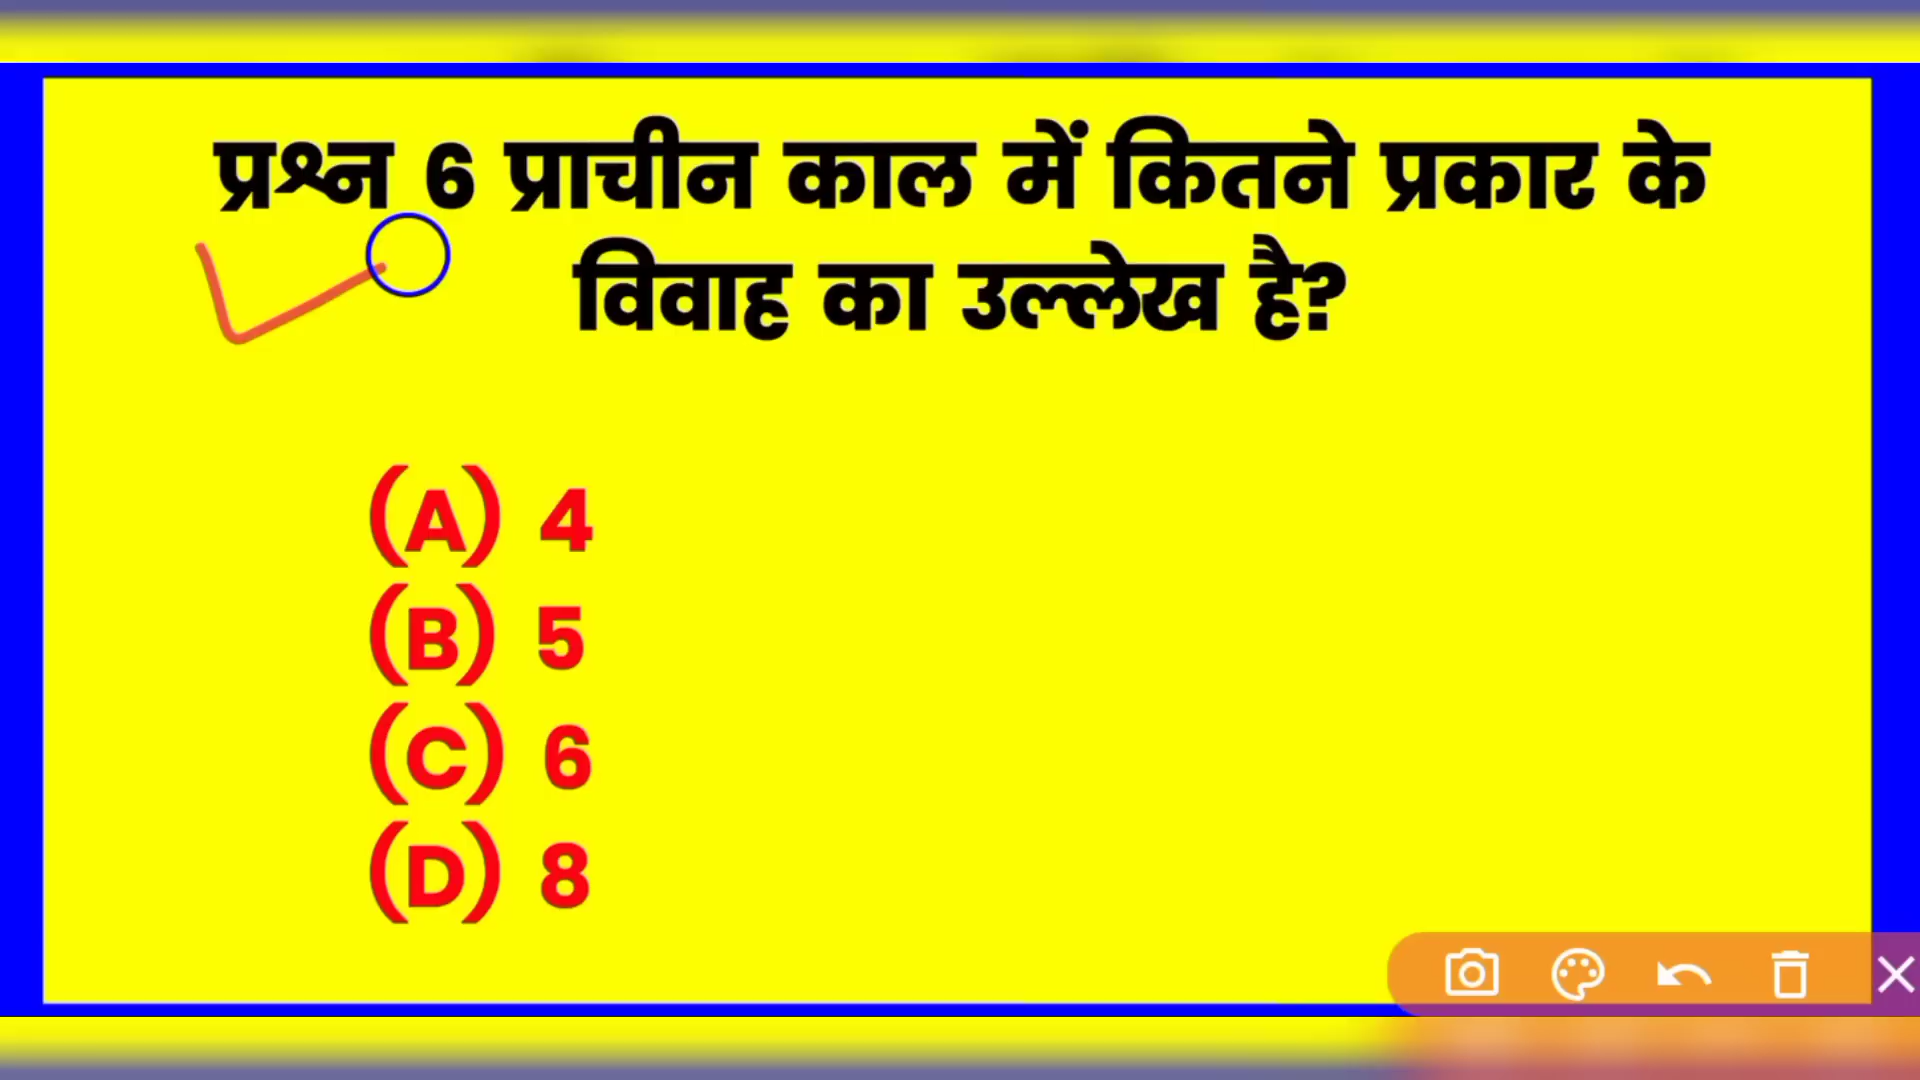 प्रश्न 6 प्राचीन काल में कितने प्रकार के
विवाह का उल्लेख है?
(A) 4
(B) 5
(C) 6
(D) 8